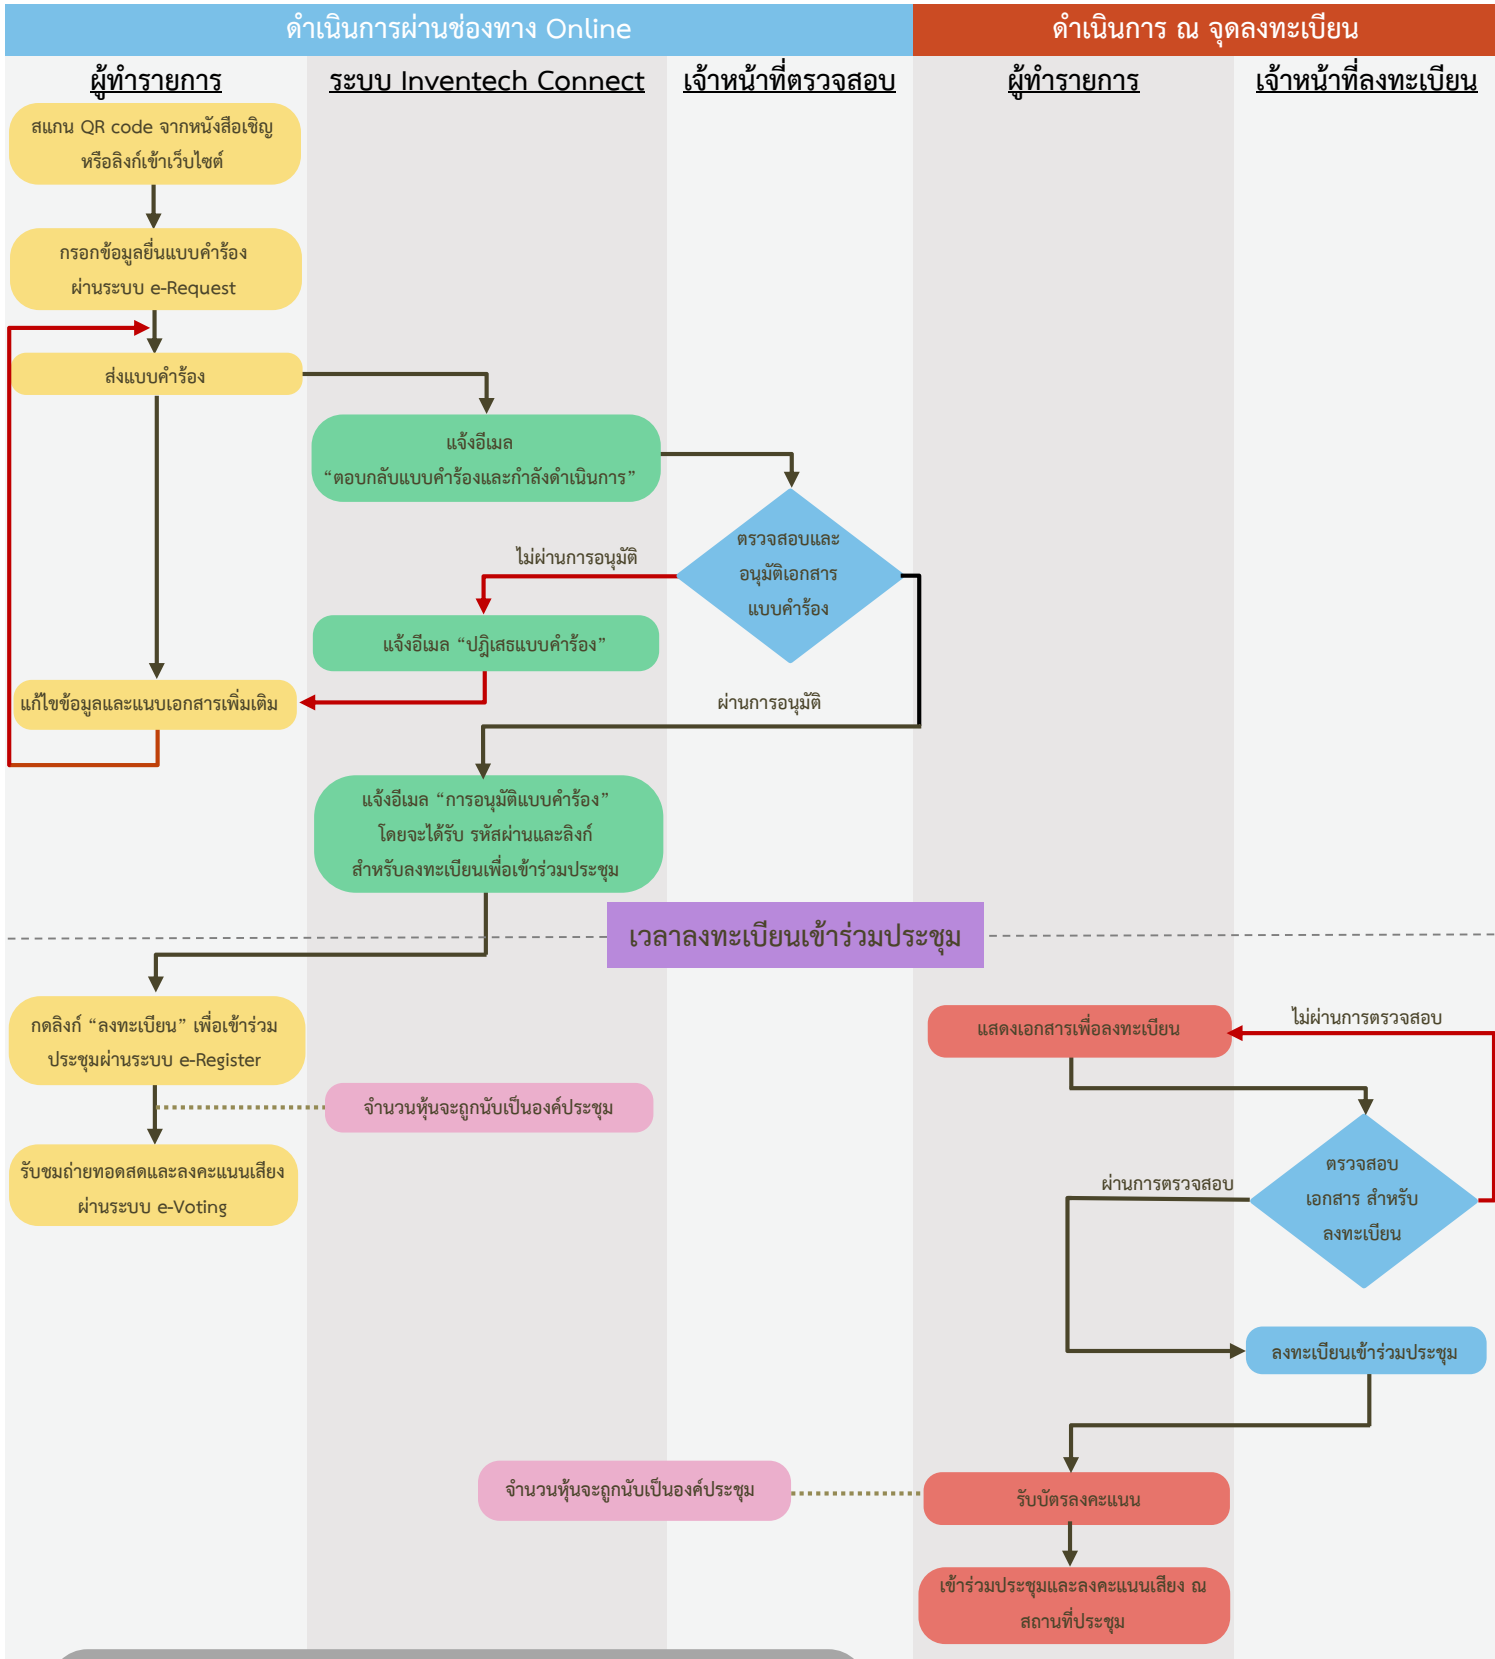 ดำเนินการผ่านช่องทาง Online
ดำเนินการ ณ จุดลงทะเบียน
ผู้ทำรายการ
ระบบ Inventech Connect
เจ้าหน้าที่ตรวจสอบ
ผู้ทำรายการ
เจ้าหน้าที่ลงทะเบียน
สแกน QR code จากหนังสือเชิญ
หรือลิงก์เข้าเว็บไซต์
กรอกข้อมูลยื่นแบบคำร้อง
ผ่านระบบ e-Request
ส่งแบบคำร้อง
แจ้งอีเมล
“ตอบกลับแบบคำร้องและกำลังดำเนินการ”
ตรวจสอบและ
อนุมัติเอกสาร
แบบคำร้อง
ไม่ผ่านการอนุมัติ
แจ้งอีเมล “ปฎิเสธแบบคำร้อง”
แก้ไขข้อมูลและแนบเอกสารเพิ่มเติม
ผ่านการอนุมัติ
แจ้งอีเมล “การอนุมัติแบบคำร้อง”
โดยจะได้รับ รหัสผ่านและลิงก์
สำหรับลงทะเบียนเพื่อเข้าร่วมประชุม
เวลาลงทะเบียนเข้าร่วมประชุม
กดลิงก์ “ลงทะเบียน” เพื่อเข้าร่วม
ประชุมผ่านระบบ e-Register
จำนวนหุ้นจะถูกนับเป็นองค์ประชุม
รับชมถ่ายทอดสดและลงคะแนนเสียง
ผ่านระบบ e-Voting
แสดงเอกสารเพื่อลงทะเบียน
ไม่ผ่านการตรวจสอบ
ตรวจสอบ
เอกสาร สำหรับ
ลงทะเบียน
ผ่านการตรวจสอบ
ลงทะเบียนเข้าร่วมประชุม
จำนวนหุ้นจะถูกนับเป็นองค์ประชุม
รับบัตรลงคะแนน
เข้าร่วมประชุมและลงคะแนนเสียง ณ
สถานที่ประชุม